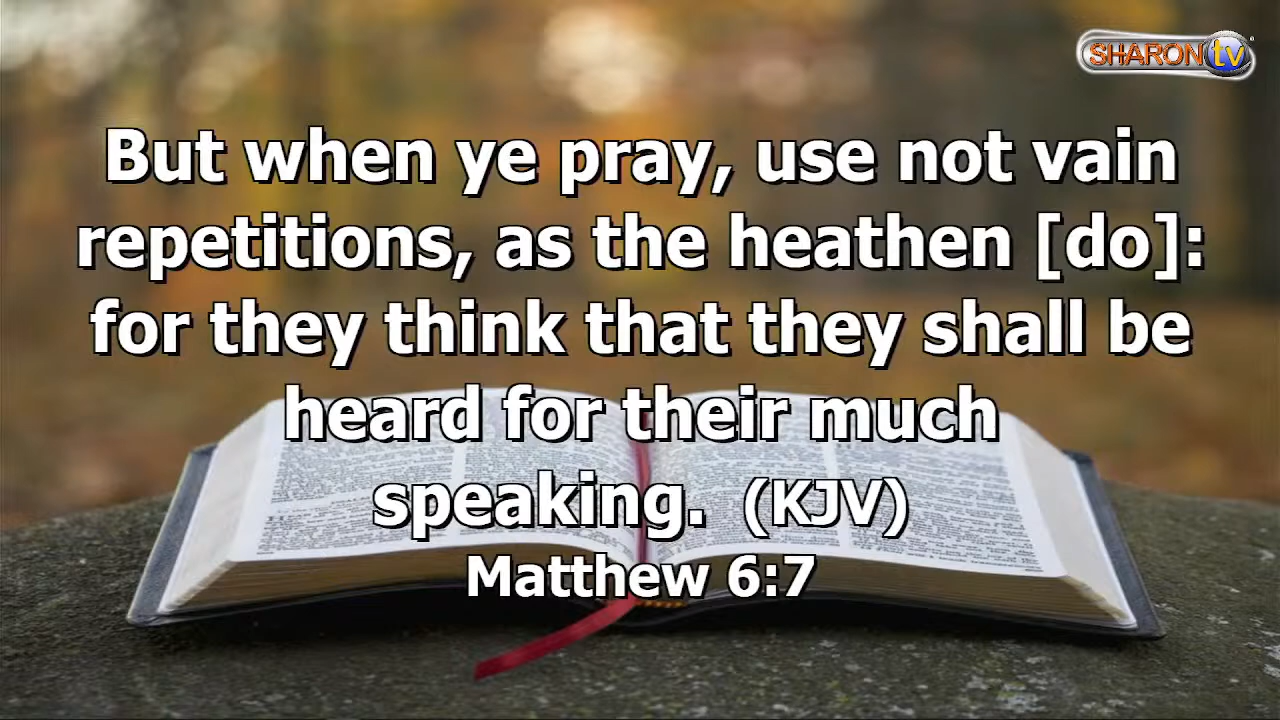 SHARON tv
But when ye pray, use not vain
repetitions, as the heathen [do]:
for they think that they shall be
heard for their much
speaking. (KJV)
Matthew 6:7